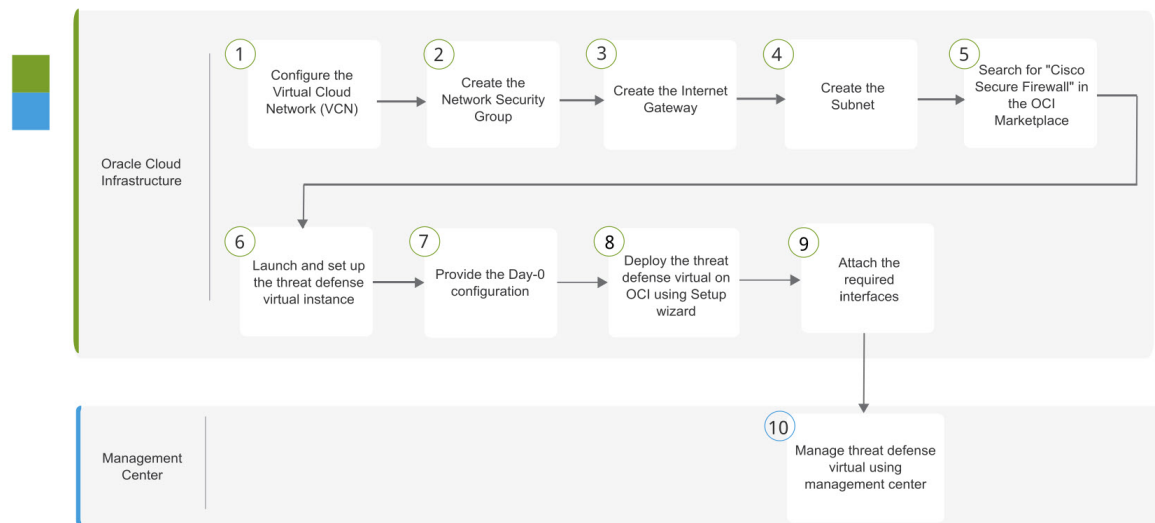 1
Configure the
Virtual Cloud
Network (VCN)
2
Create the
Network Security
Group
3
Create the Internet
Gateway
4
Create the
Subnet
5
Search for "Cisco
Secure Firewall" in
the OCI
Marketplace
Oracle Cloud
Infrastructure
6
Launch and set up
the threat defense
virtual instance
7
Provide the Day-0
configuration
8
Deploy the threat
defense virtual on
OCI using Setup
wizard
9
Attach the
required
interfaces
Management
Center
10
Manage threat defense
virtual using
management center